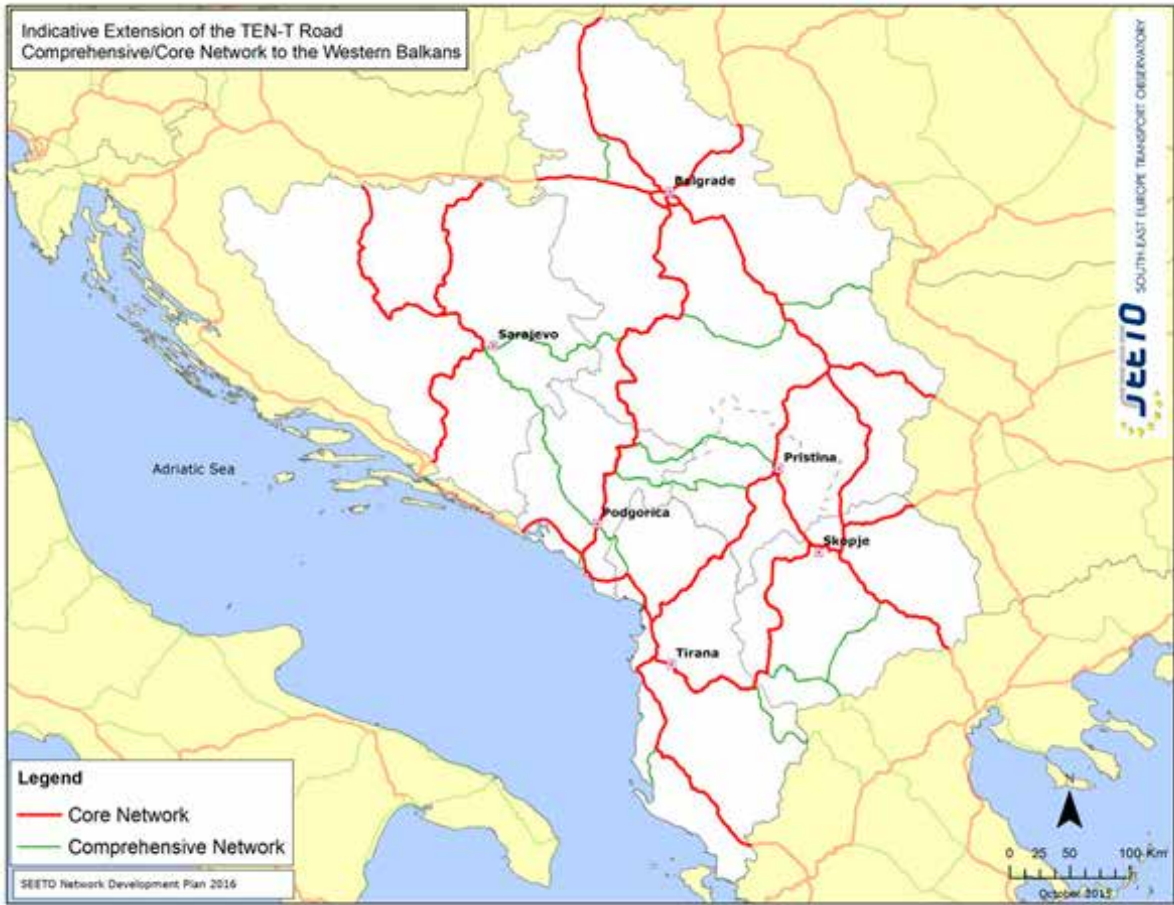 Indicative Extension of the TEN-T Road
Comprehensive/Core Network to the Western Balkans
SOUTH-EAST EUROPE TRANSPORT OBSERVATORY
SEETO
Belgrade
Sarajevo
Adriatic Sea
Pristina
Podgorica
Skopje
Tirana
Legend
Core Network
Comprehensive Network
SEETO Network Development Plan 2016
N
0 25 50 100 Km
October 2015